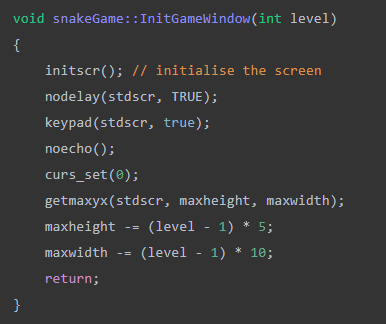 void snakeGame::InitGameWindow(int level)
{
    initscr(); // initialise the screen
    nodelay(stdscr, TRUE);
    keypad(stdscr, true);
    noecho();
    curs_set(0);
    getmaxyx(stdscr, maxheight, maxwidth);
    maxheight -= (level - 1) * 5;
    maxwidth -= (level - 1) * 10;
    return;
}